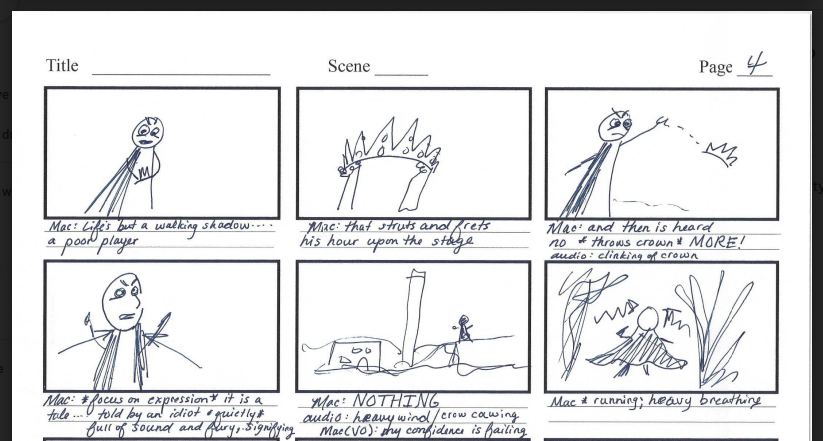 Title
Scene
Page 4
Mac: Life's but a walking shadow....
a poor player
Mac: that struts and frets
his hour upon the stage
Mac: and then is heard
no *throws crown* MORE!
audio: clinking of crown
Mac: *focus on expression* it is a
tale... told by an idiot *quietly*
full of sound and fury, signifying
Mac: NOTHING
audio: heavy wind/crow cawing
Mac(VO): my confidence is failing
Mac * running; heavy breathing